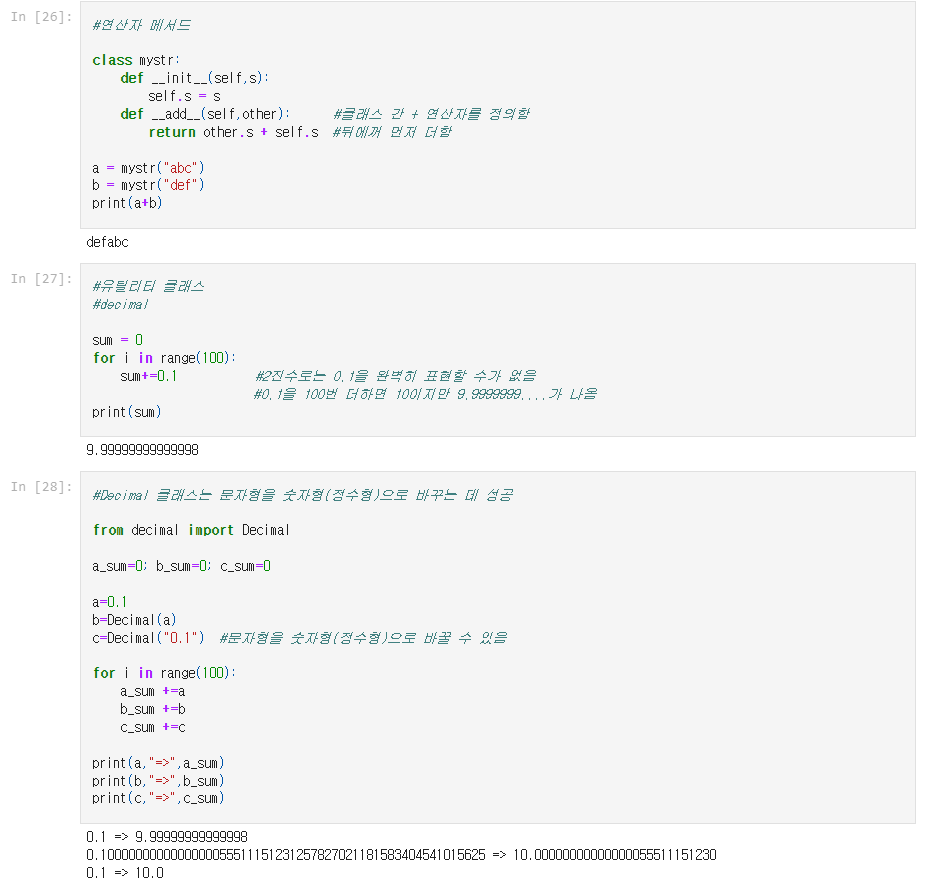 In [26]:
#연산자 메서드
class mystr:
def __init__(self,s):
self.s = s
def __add__(self,other): #클래스 간 + 연산자를 정의함
return other.s + self.s #뒤에꺼 먼저 더함
a = mystr("abc")
b = mystr("def")
print(a+b)
defabc
In [27]:
#유틸리티 클래스
#decimal
sum = 0
for i in range(100):
sum+=0.1 #2진수로는 0.1을 완벽히 표현할 수가 없음
#0.1을 100번 더하면 10이지만 9.9999999....가 나옴
print(sum)
9.99999999999998
In [28]:
#Decimal 클래스는 문자형을 숫자형(정수형)으로 바꾸는 데 성공
from decimal import Decimal
a_sum=0; b_sum=0; c_sum=0
a=0.1
b=Decimal(a)
c=Decimal("0.1") #문자형을 숫자형(정수형)으로 바꿀 수 있음
for i in range(100):
a_sum +=a
b_sum +=b
c_sum +=c
print(a,"=>",a_sum)
print(b,"=>",b_sum)
print(c,"=>",c_sum)
0.1 => 9.99999999999998
0.1000000000000000055511151231257827021181583404541015625 => 10.00000000000000055511151230
0.1 => 10.0